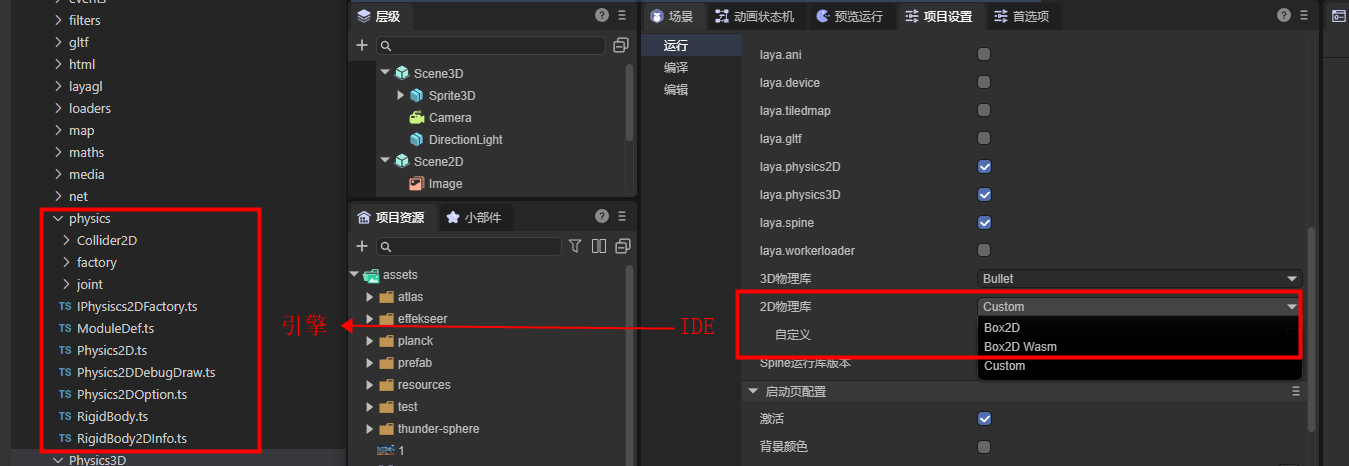 events
filters
gltf
html
layagl
loaders
map
maths
media
net
physics
Collider2D
factory
joint
TS IPhysiscs2DFactory.ts
TS ModuleDef.ts
TS Physics2D.ts
TS Physics2DDebugDraw.ts
TS Physics2DOption.ts
TS RigidBody.ts
TS RigidBody2DInfo.ts
Physics3D
引擎
层级
Scene3D
Sprite3D
Camera
DirectionLight
Scene2D
Image
项目资源 小部件
assets
atlas
effekseer
planck
prefab
resources
test
thunder-sphere
1
IDE
场景 动画状态机 预览运行 项目设置 首选项
运行
编译
编辑
laya.ani
laya.device
laya.tiledmap
laya.gltf
laya.physics2D
laya.physics3D
laya.spine
laya.workerloader
3D物理库 Bullet
2D物理库 Custom
自定义
Box2D
Box2D Wasm
Custom
Spine运行库版本
启动页配置
激活
背景颜色